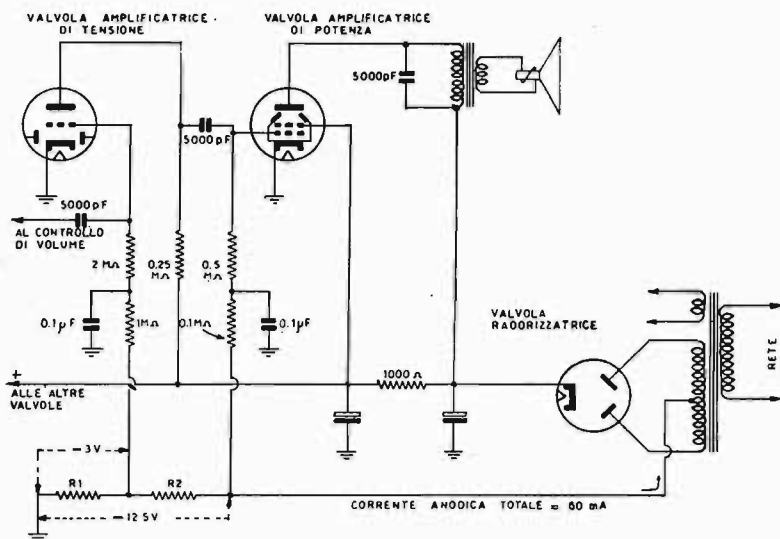 VALVOLA AMPLIFICATRICE
DI TENSIONE
VALVOLA AMPLIFICATRICE
DI POTENZA
5000pF
5000pF
5000pF
AL CONTROLLO
DI VOLUME
2 MΩ
0.25
MΩ
0.5
MΩ
0.1µF
1MΩ
0.1MΩ
0.1µF
VALVOLA
RADDRIZZATRICE
RETE
1000 Ω
+
ALLE ALTRE
VALVOLE
– 3 V
R1
R2
–12.5V
CORRENTE ANODICA TOTALE = 60 mA